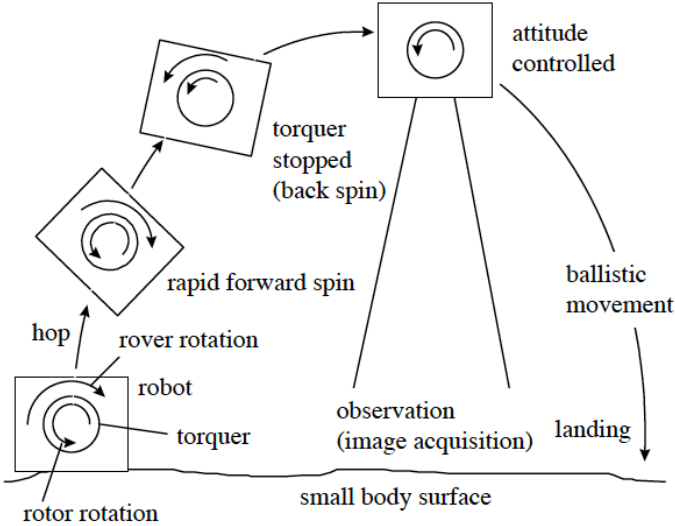 attitude
controlled
torquer
stopped
(back spin)
rapid forward spin
ballistic
movement
hop
rover rotation
robot
torquer
observation
(image acquisition)
landing
small body surface
rotor rotation